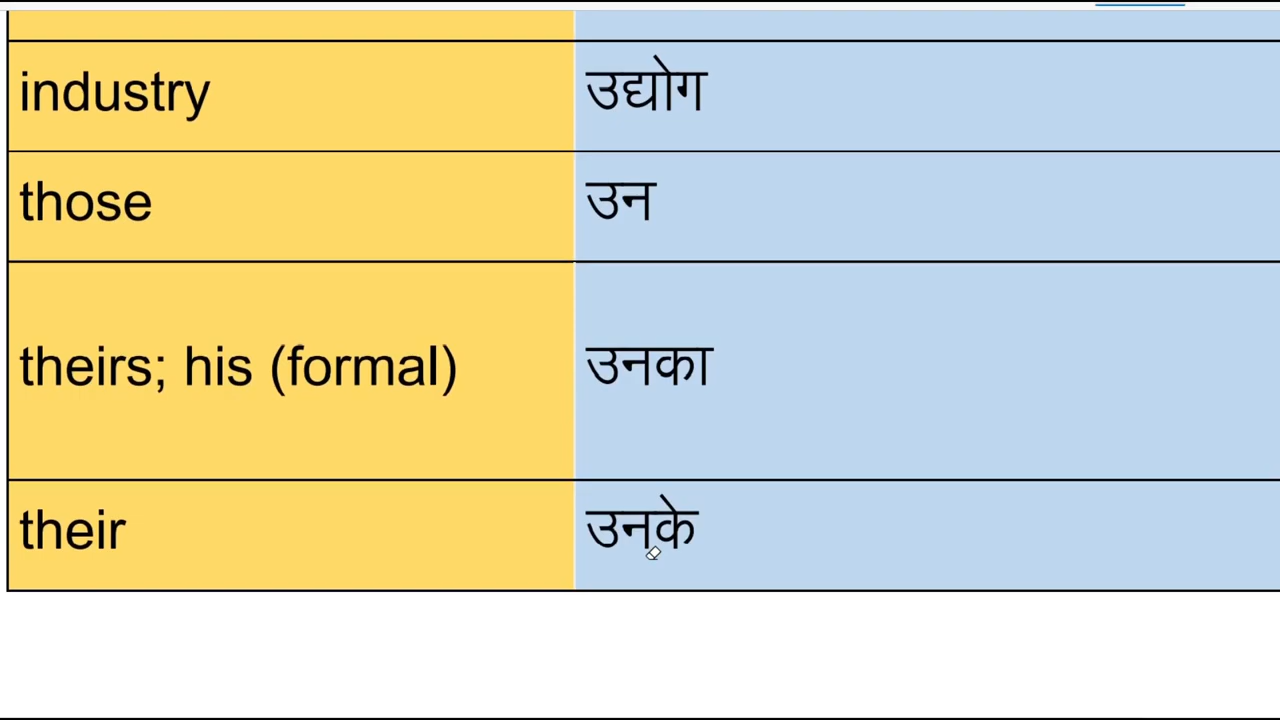 industry उद्योग
those उन
theirs; his (formal) उनका
their उनके